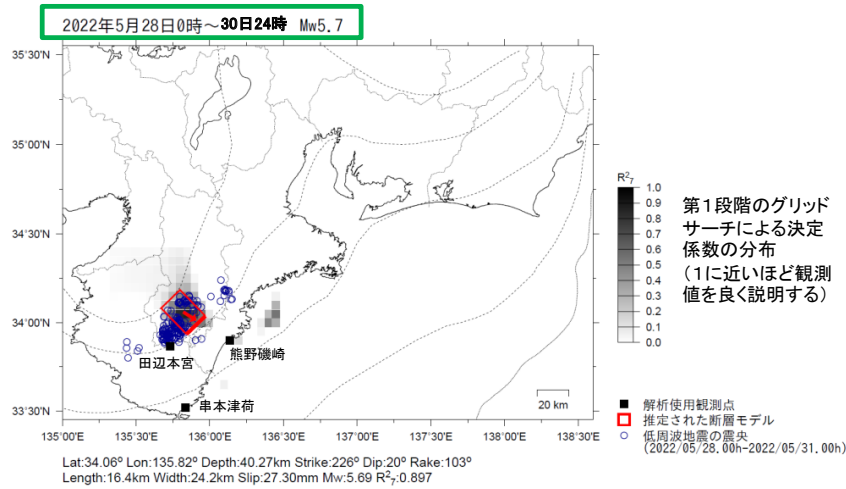 2022年5月28日0時～30日24時 Mw5.7
35°30'N
35°00'N
34°30'N
34°00'N
33°30'N
135°00'E
135°30'E
136°00'E
136°30'E
137°00'E
137°30'E
138°00'E
138°30'E
田辺本宮
熊野磯崎
串本津荷
20 km
R²₇
1.0
0.9
0.8
0.7
0.6
0.5
0.4
0.3
0.2
0.1
0.0
第１段階のグリッド
サーチによる決定
係数の分布
（１に近いほど観測
値を良く説明する）
解析使用観測点
推定された断層モデル
低周波地震の震央
(2022/05/28.00h-2022/05/31.00h)
Lat:34.06º Lon:135.82º Depth:40.27km Strike:226º Dip:20º Rake:103º
Length:16.4km Width:24.2km Slip:27.30mm Mw:5.69 R²₇:0.897